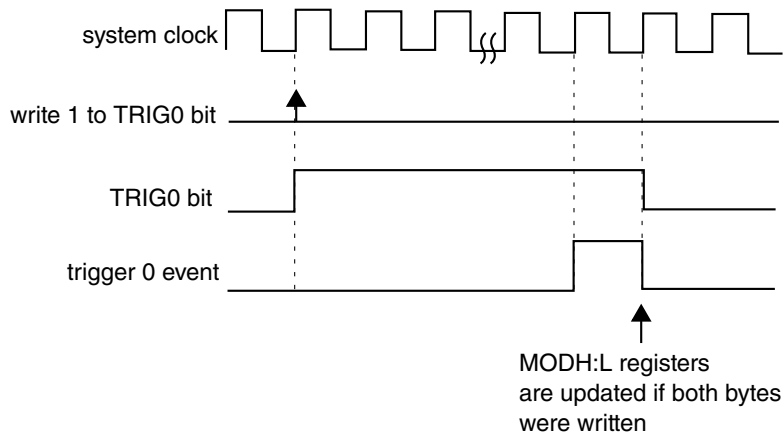 system clock
write 1 to TRIG0 bit
TRIG0 bit
trigger 0 event
MODH:L registers
are updated if both bytes
were written